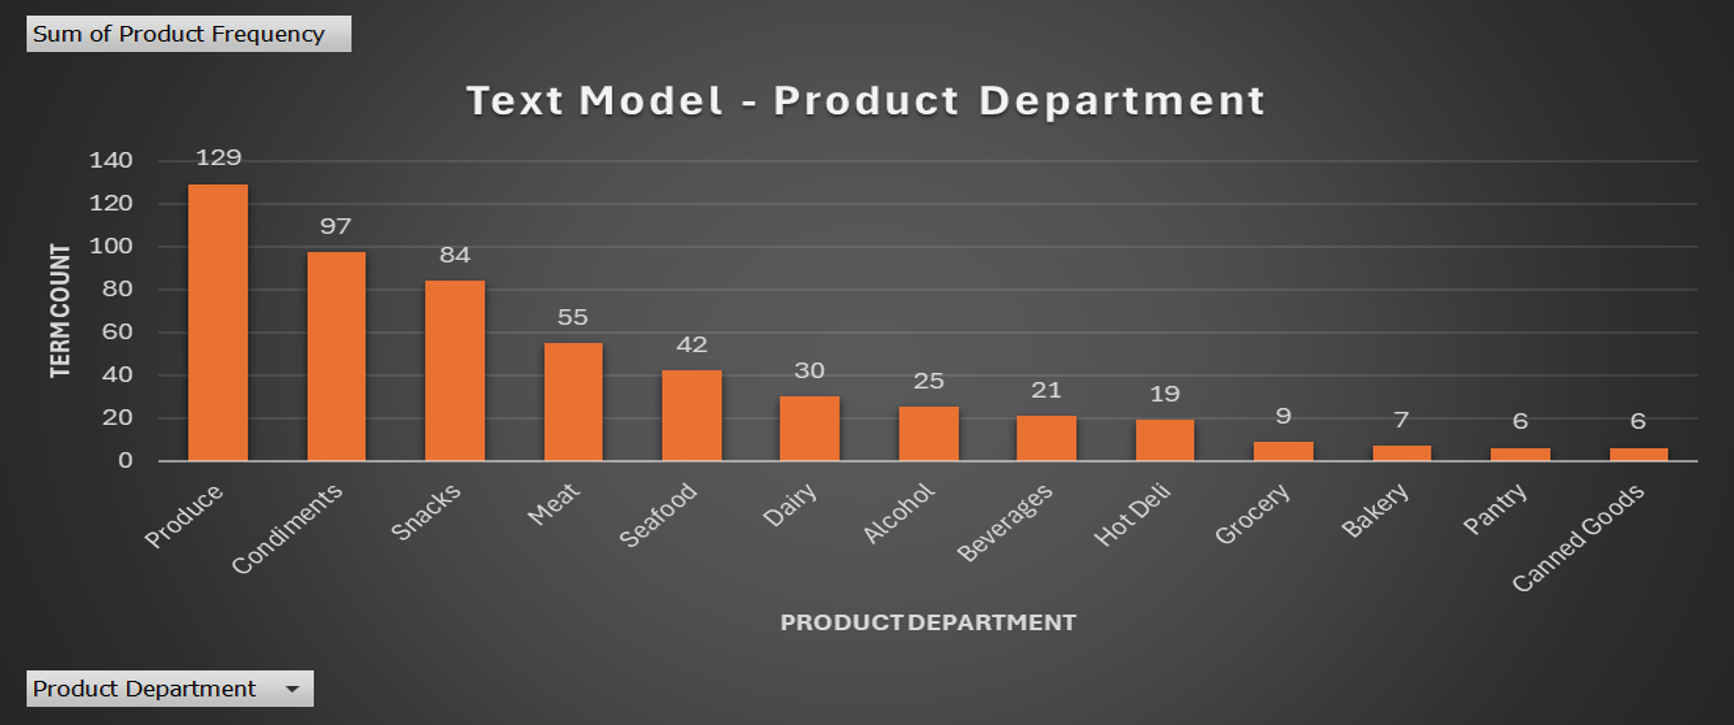 Sum of Product Frequency
Text Model - Product Department
TERM COUNT
140
120
100
80
60
40
20
0
129
97
84
55
42
30
25
21
19
9
7
6
6
Produce
Condiments
Snacks
Meat
Seafood
Dairy
Alcohol
Beverages
Hot Deli
Grocery
Bakery
Pantry
Canned Goods
PRODUCT DEPARTMENT
Product Department